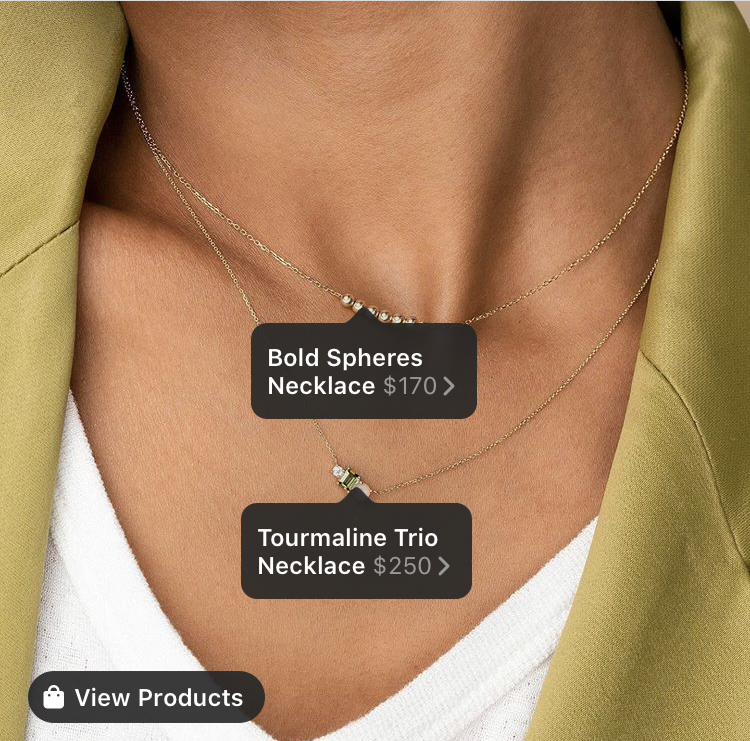 Bold Spheres
Necklace $170
Tourmaline Trio
Necklace $250
View Products